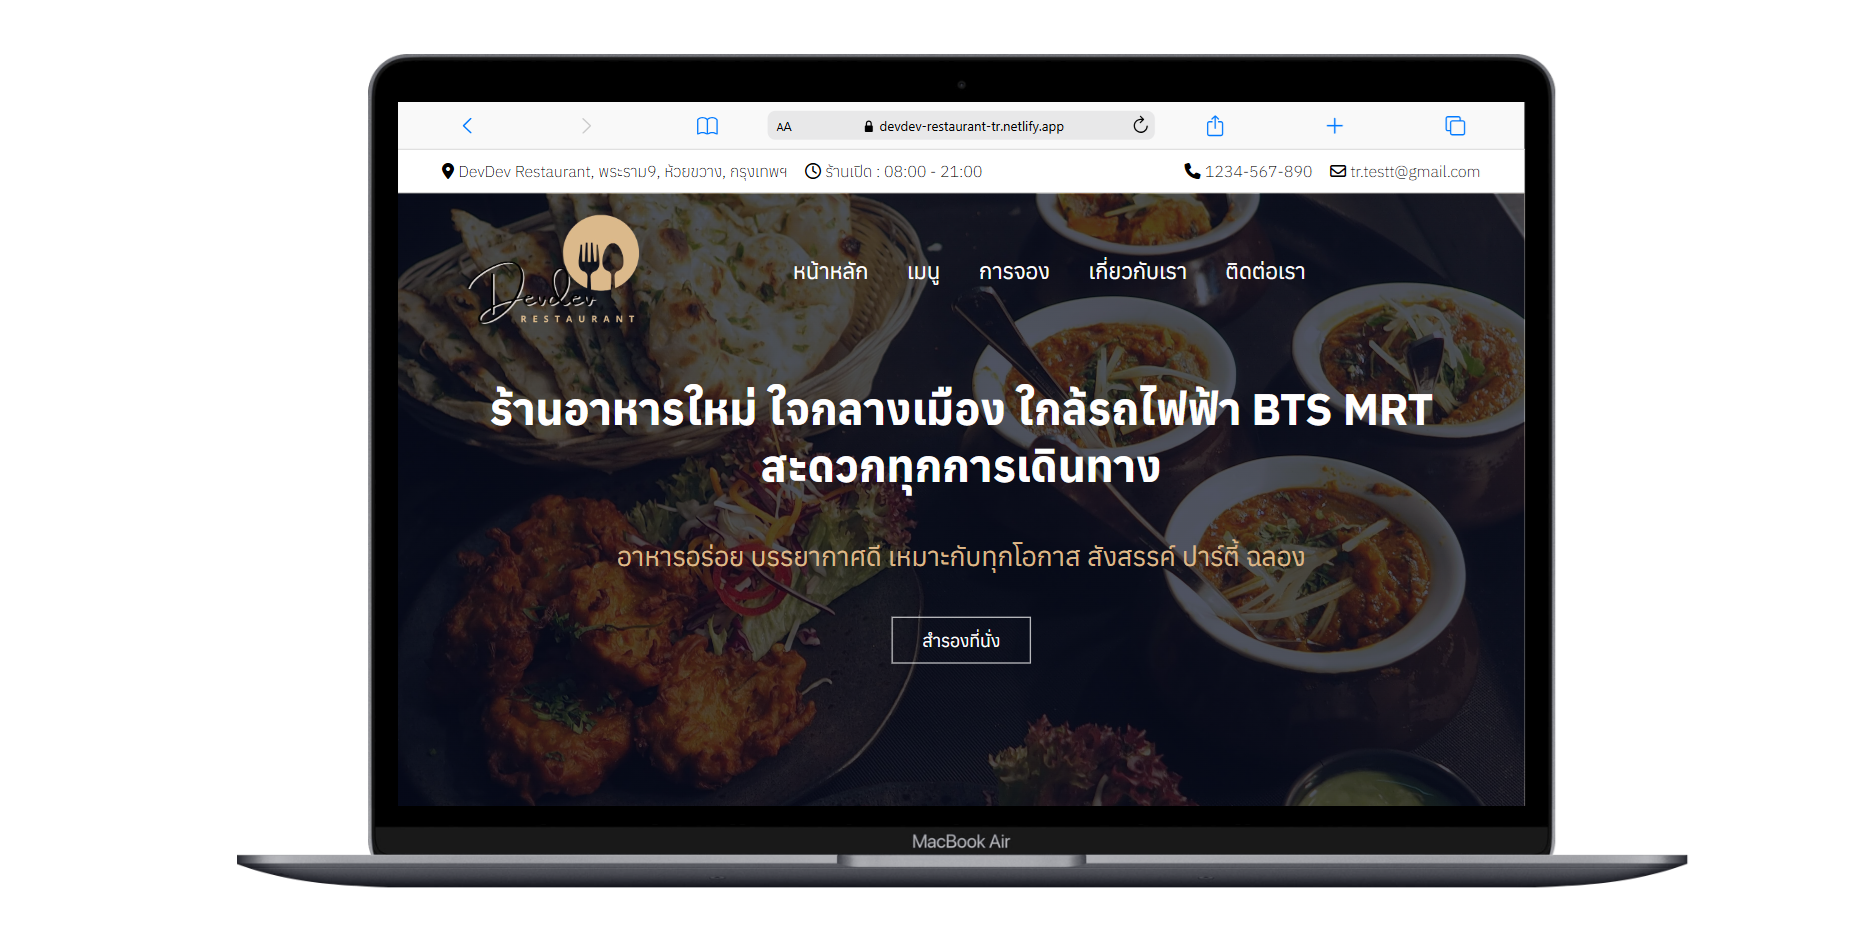 AA devdev-restaurant-tr.netlify.app
DevDev Restaurant, พระราม9, ห้วยขวาง, กรุงเทพฯ ร้านเปิด : 08:00 - 21:00 1234-567-890 tr.testt@gmail.com
Devdev
RESTAURANT
หน้าหลัก เมนู การจอง เกี่ยวกับเรา ติดต่อเรา
ร้านอาหารใหม่ ใจกลางเมือง ใกล้รถไฟฟ้า BTS MRT
สะดวกทุกการเดินทาง
อาหารอร่อย บรรยากาศดี เหมาะกับทุกโอกาส สังสรรค์ ปาร์ตี้ ฉลอง
สำรองที่นั่ง
MacBook Air